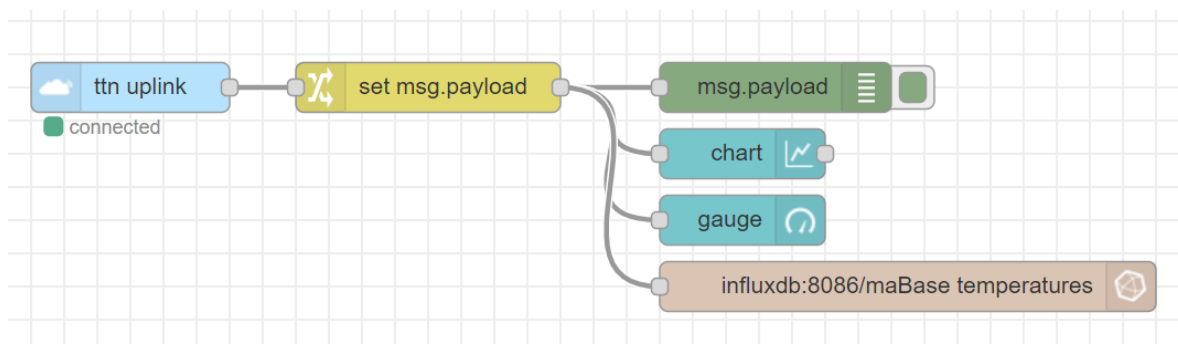 ttn uplink
connected
set msg.payload
msg.payload
chart
gauge
influxdb:8086/maBase temperatures